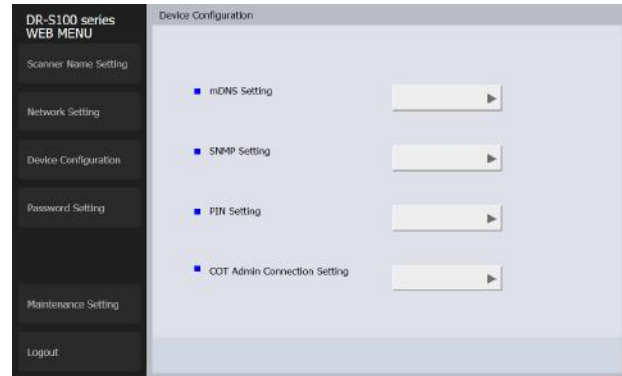 DR-S100 series
WEB MENU
Scanner Name Setting
Network Setting
Device Configuration
Password Setting
Maintenance Setting
Logout
Device Configuration
mDNS Setting
SNMP Setting
PIN Setting
COT Admin Connection Setting